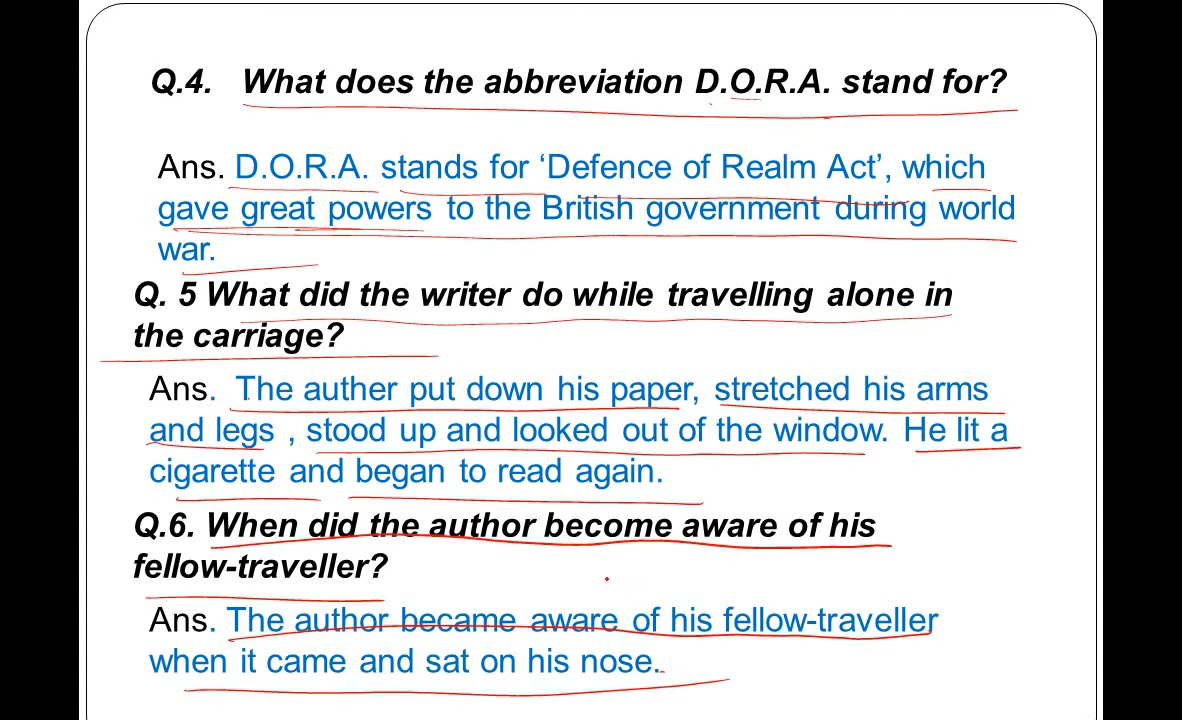 Q.4. What does the abbreviation D.O.R.A. stand for?
Ans. D.O.R.A. stands for ‘Defence of Realm Act’, which
gave great powers to the British government during world
war.
Q. 5 What did the writer do while travelling alone in
the carriage?
Ans. The auther put down his paper, stretched his arms
and legs , stood up and looked out of the window. He lit a
cigarette and began to read again.
Q.6. When did the author become aware of his
fellow-traveller?
Ans. The author became aware of his fellow-traveller
when it came and sat on his nose.